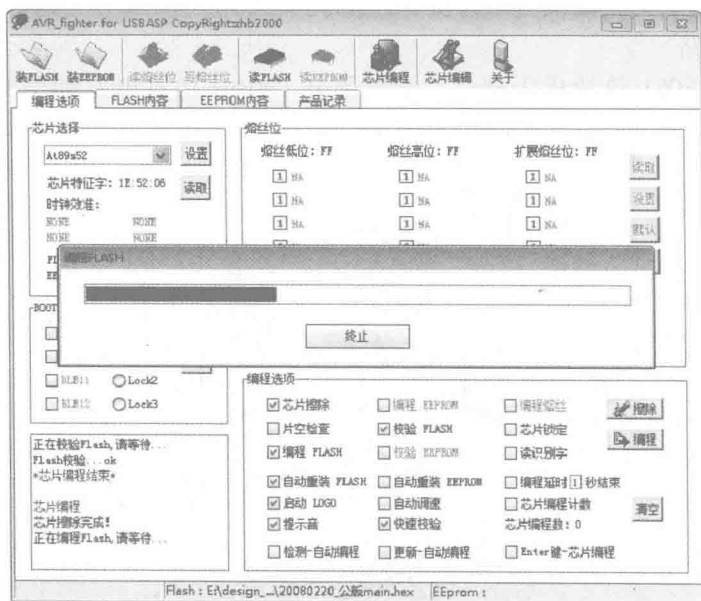 AVR_fighter for USBASP CopyRight:zhb2000
装FLASH 装EEPROM 读熔丝位 写熔丝位 读FLASH 读EEPROM 芯片编程 芯片编辑 关于
编程选项 FLASH内容 EEPROM内容 产品记录
芯片选择
At89s52 设置
芯片特征字: 1E:52:06 读取
时钟效准:
NONE NONE
NONE NONE
熔丝位
熔丝低位: FF 熔丝高位: FF 扩展熔丝位: FF
1 NA 1 NA 1 NA 读取
1 NA 1 NA 1 NA 设置
1 NA 1 NA 1 NA 默认
编程FLASH
终止
BOOT
BLB11 Lock2
BLB12 Lock3
正在校验Flash,请等待...
Flash校验...ok
*芯片编程结束*
芯片编程
芯片擦除完成!
正在编程Flash,请等待...
编程选项
芯片擦除 编程 EEPROM 编程熔丝 擦除
片空检查 校验 FLASH 芯片锁定 编程
编程 FLASH 校验 EEPROM 读识别字
自动重装 FLASH 自动重装 EEPROM 编程延时 1 秒结束
启动 LOGO 自动调速 芯片编程计数 清空
提示音 快速校验 芯片编程数: 0
检测-自动编程 更新-自动编程 Enter键-芯片编程
Flash : E:\design_...\20080220_公版main.hex EEprom :